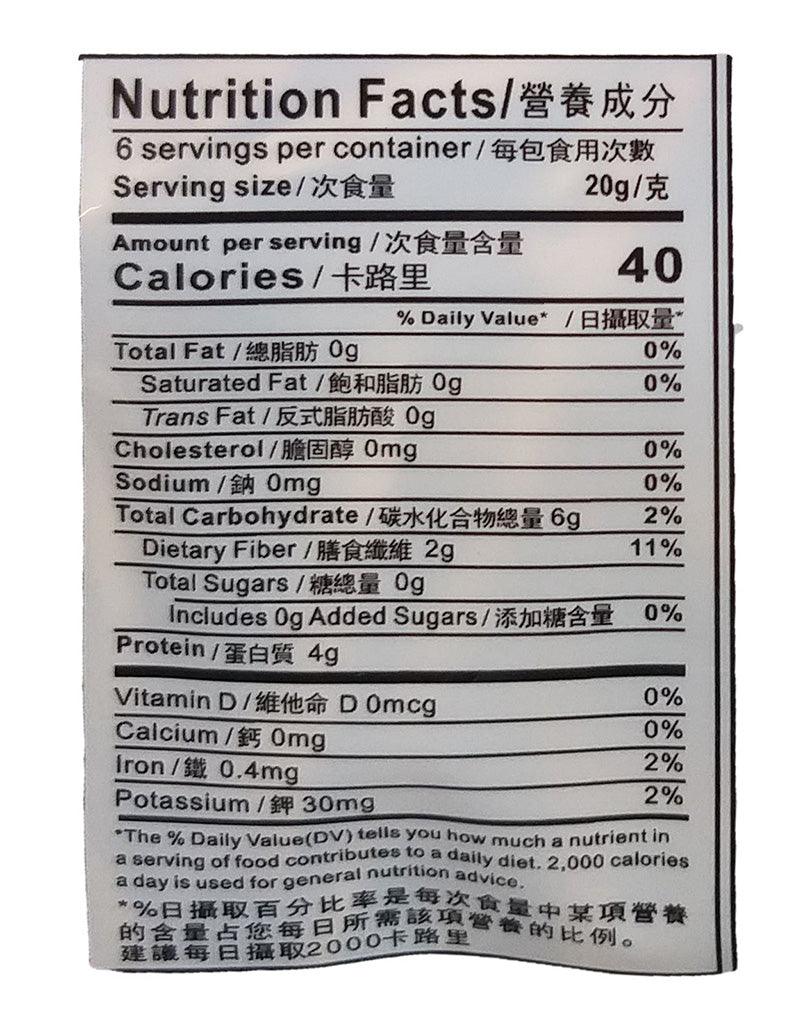 Nutrition Facts/營養成分
6 servings per container / 每包食用次數
Serving size / 次食量 20g/克
Amount per serving / 次食量含量
Calories / 卡路里 40
% Daily Value* / 日攝取量*
Total Fat / 總脂肪 0g 0%
Saturated Fat / 飽和脂肪 0g 0%
Trans Fat / 反式脂肪酸 0g
Cholesterol / 膽固醇 0mg 0%
Sodium / 鈉 0mg 0%
Total Carbohydrate / 碳水化合物總量 6g 2%
Dietary Fiber / 膳食纖維 2g 11%
Total Sugars / 糖總量 0g
Includes 0g Added Sugars / 添加糖含量 0%
Protein / 蛋白質 4g
Vitamin D / 維他命 D 0mcg 0%
Calcium / 鈣 0mg 0%
Iron / 鐵 0.4mg 2%
Potassium / 鉀 30mg 2%
*The % Daily Value(DV) tells you how much a nutrient in
a serving of food contributes to a daily diet. 2,000 calories
a day is used for general nutrition advice.
*%日攝取百分比率是每次食量中某項營養
的含量占您每日所需該項營養的比例。
建議每日攝取2000卡路里